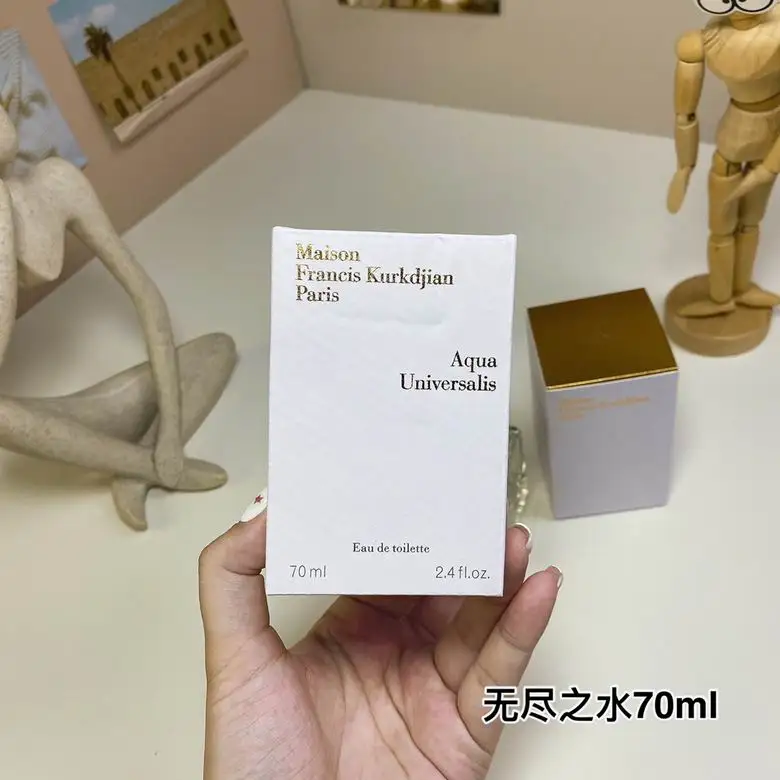 Maison
Francis Kurkdjian
Paris
Aqua
Universalis
Eau de toilette
70 ml
2.4 fl.oz.
无尽之水70ml